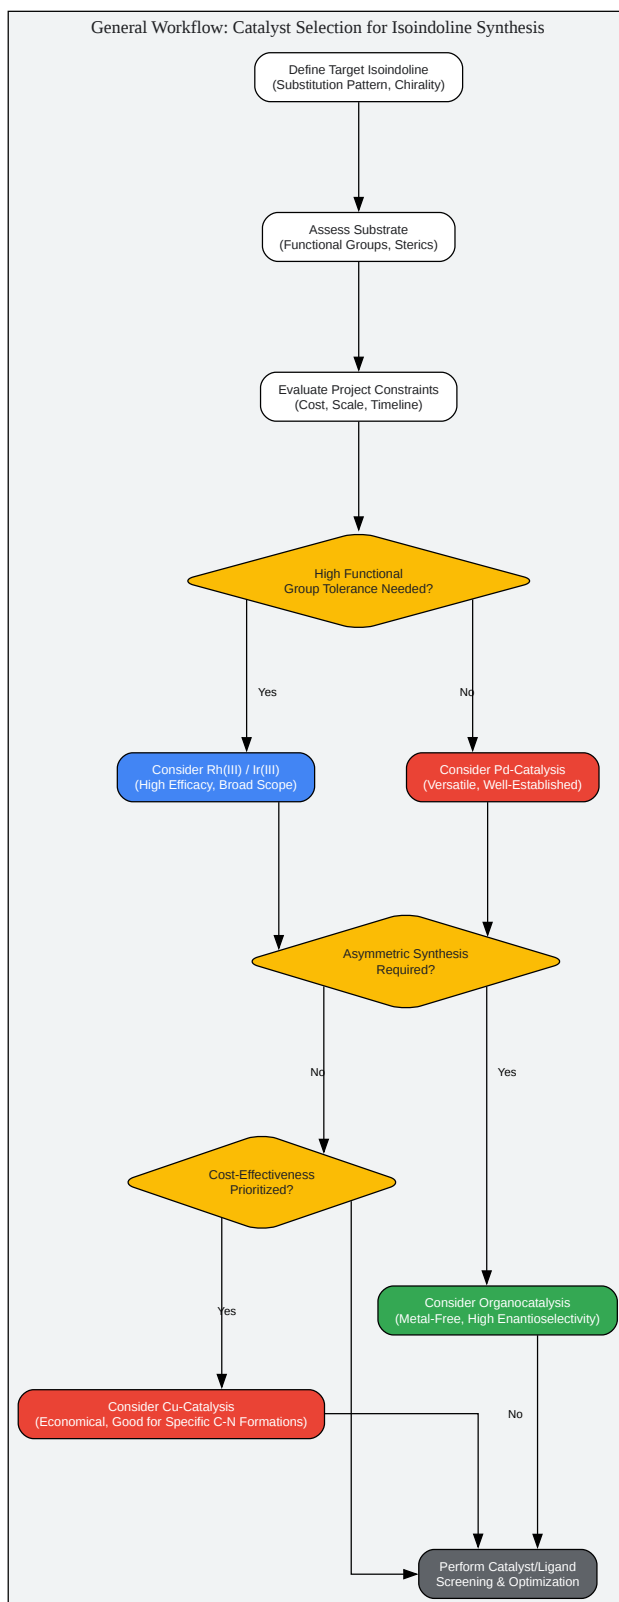 General Workflow: Catalyst Selection for Isoindoline Synthesis
Define Target Isoindoline
(Substitution Pattern, Chirality)
Assess Substrate
(Functional Groups, Sterics)
Evaluate Project Constraints
(Cost, Scale, Timeline)
High Functional
Group Tolerance Needed?
Yes
No
Consider Rh(III) / Ir(III)
(High Efficacy, Broad Scope)
Consider Pd-Catalysis
(Versatile, Well-Established)
Asymmetric Synthesis
Required?
No
Yes
Cost-Effectiveness
Prioritized?
Consider Organocatalysis
(Metal-Free, High Enantioselectivity)
Yes
Consider Cu-Catalysis
(Economical, Good for Specific C-N Formations)
No
Perform Catalyst/Ligand
Screening & Optimization